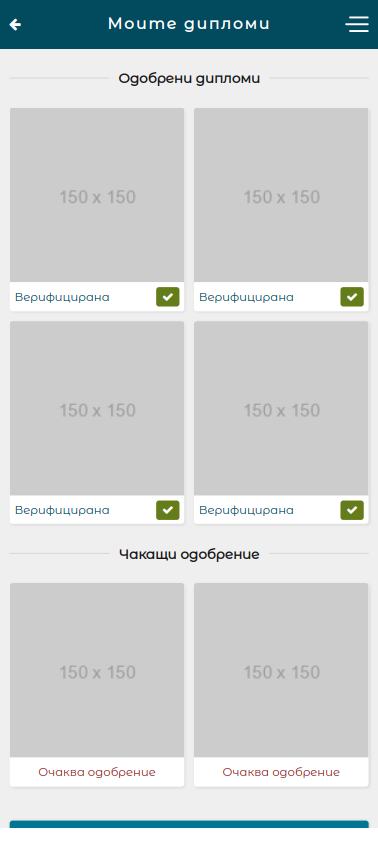 Моите дипломи
Одобрени дипломи
150 x 150
150 x 150
Верифицирана
Верифицирана
150 x 150
150 x 150
Верифицирана
Верифицирана
Чакащи одобрение
150 x 150
150 x 150
Очаква одобрение
Очаква одобрение